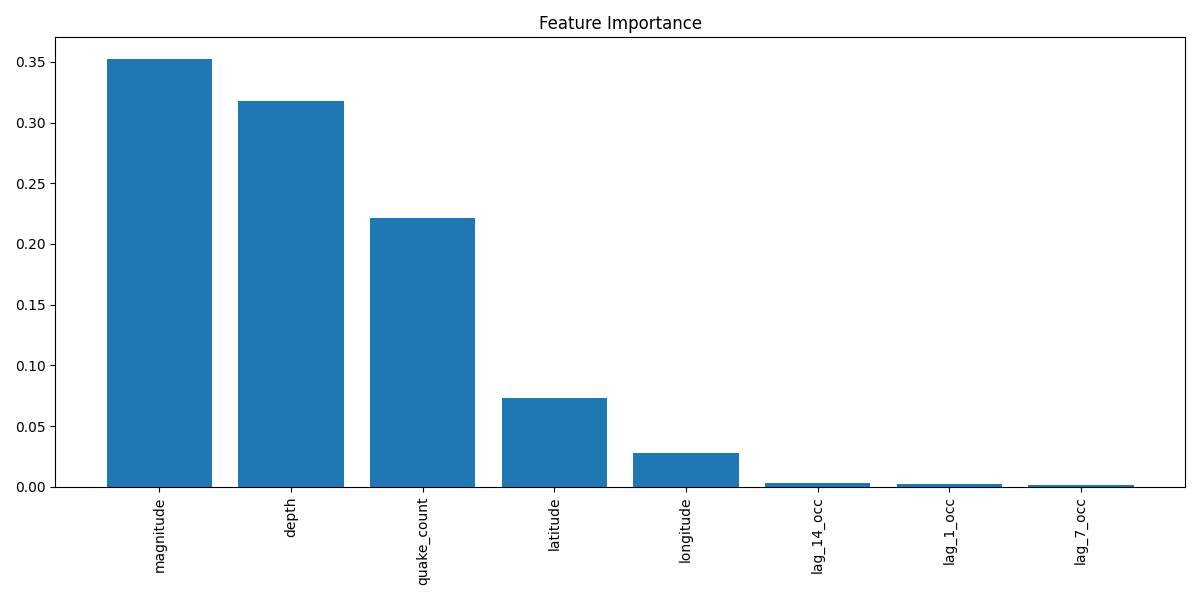 Feature Importance
0.35
0.30
0.25
0.20
0.15
0.10
0.05
0.00
magnitude
depth
quake_count
latitude
longitude
lag_14_occ
lag_1_occ
lag_7_occ